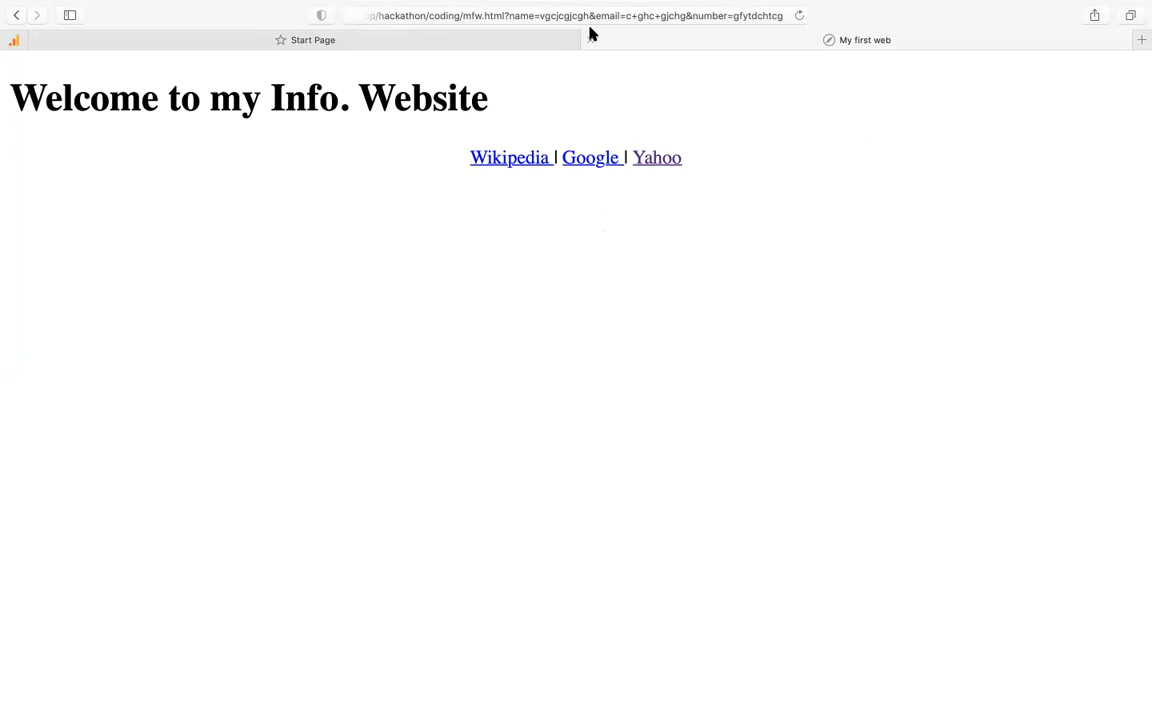 /hackathon/coding/mfw.html?name=vgcjcgjcgh&email=c+ghc+gjchg&number=gfytdchtcg
Start Page
My first web
Welcome to my Info. Website
Wikipedia | Google | Yahoo